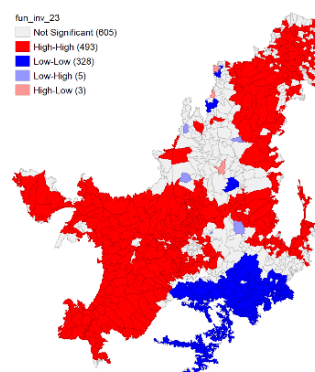 fun_inv_23
Not Significant (605)
High-High (493)
Low-Low (328)
Low-High (5)
High-Low (3)